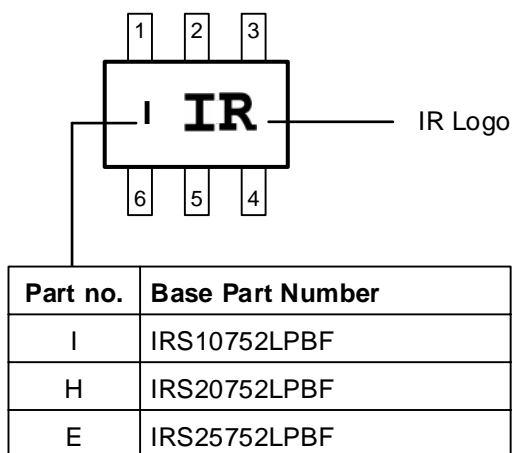 1 2 3
I IR IR Logo
6 5 4
Part no. Base Part Number
I IRS10752LPBF
H IRS20752LPBF
E IRS25752LPBF